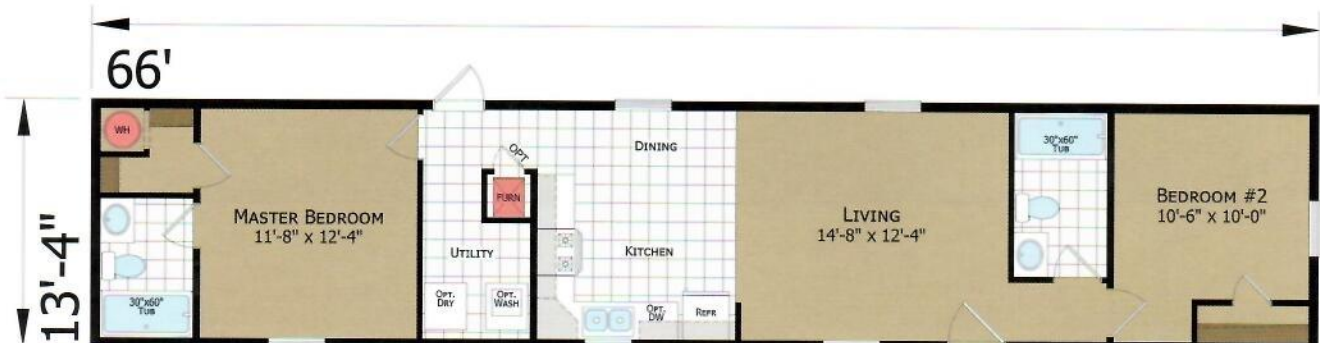 66'
13'-4"
WH
30"x60"
TUB
MASTER BEDROOM
11'-8" x 12'-4"
OPT
FURN
UTILITY
OPT.
DRY
OPT.
WASH
DINING
KITCHEN
OPT.
DW
REFR
LIVING
14'-8" x 12'-4"
30"x60"
TUB
BEDROOM #2
10'-6" x 10'-0"